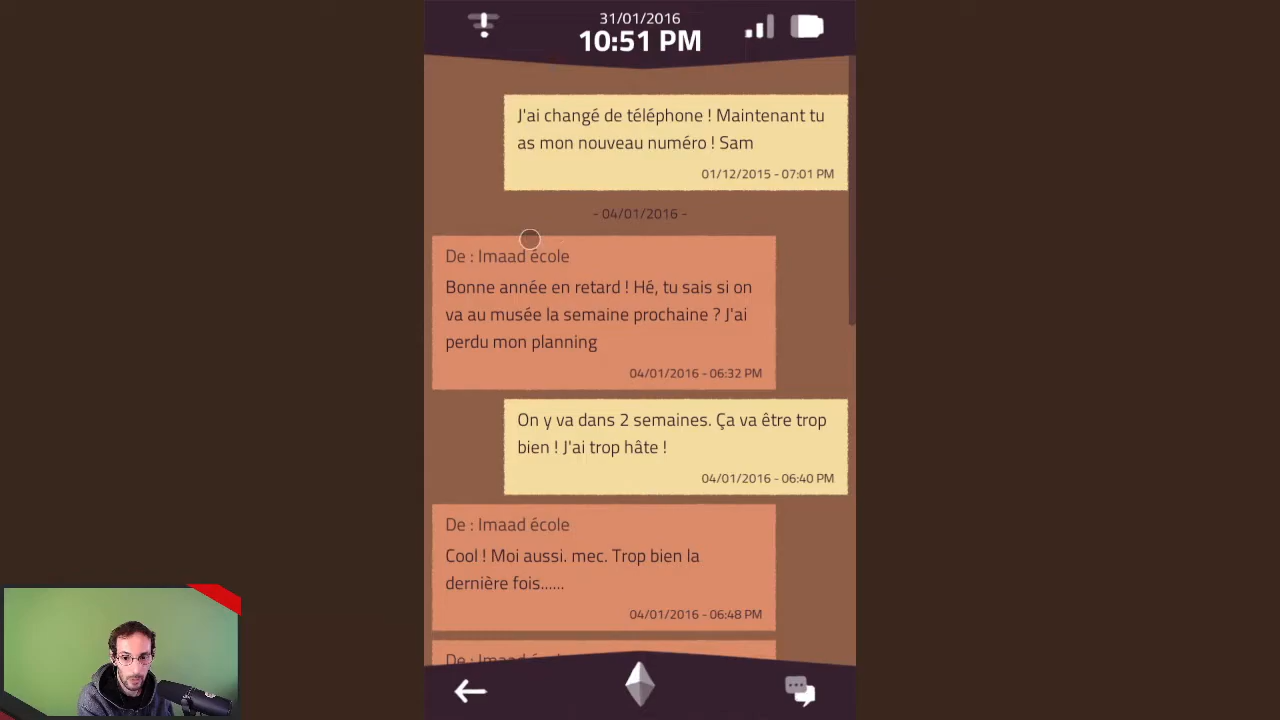 31/01/2016
10:51 PM
J'ai changé de téléphone ! Maintenant tu
as mon nouveau numéro ! Sam
01/12/2015 - 07:01 PM
- 04/01/2016 -
De : Imaad école
Bonne année en retard ! Hé, tu sais si on
va au musée la semaine prochaine ? J'ai
perdu mon planning
04/01/2016 - 06:32 PM
On y va dans 2 semaines. Ça va être trop
bien ! J'ai trop hâte !
04/01/2016 - 06:40 PM
De : Imaad école
Cool ! Moi aussi. mec. Trop bien la
dernière fois......
04/01/2016 - 06:48 PM
De : Imaad